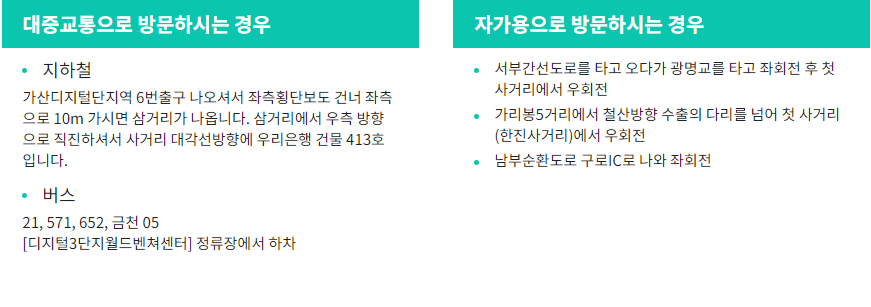 대중교통으로 방문하시는 경우
지하철
가산디지털단지역 6번출구 나오셔서 좌측횡단보도 건너 좌측
으로 10m 가시면 삼거리가 나옵니다. 삼거리에서 우측 방향
으로 직진하셔서 사거리 대각선방향에 우리은행 건물 413호
입니다.
버스
21, 571, 652, 금천 05
[디지털3단지월드벤쳐센터] 정류장에서 하차
자가용으로 방문하시는 경우
서부간선도로를 타고 오다가 광명교를 타고 좌회전 후 첫
사거리에서 우회전
가리봉5거리에서 철산방향 수출의 다리를 넘어 첫 사거리
(한진사거리)에서 우회전
남부순환도로 구로IC로 나와 좌회전